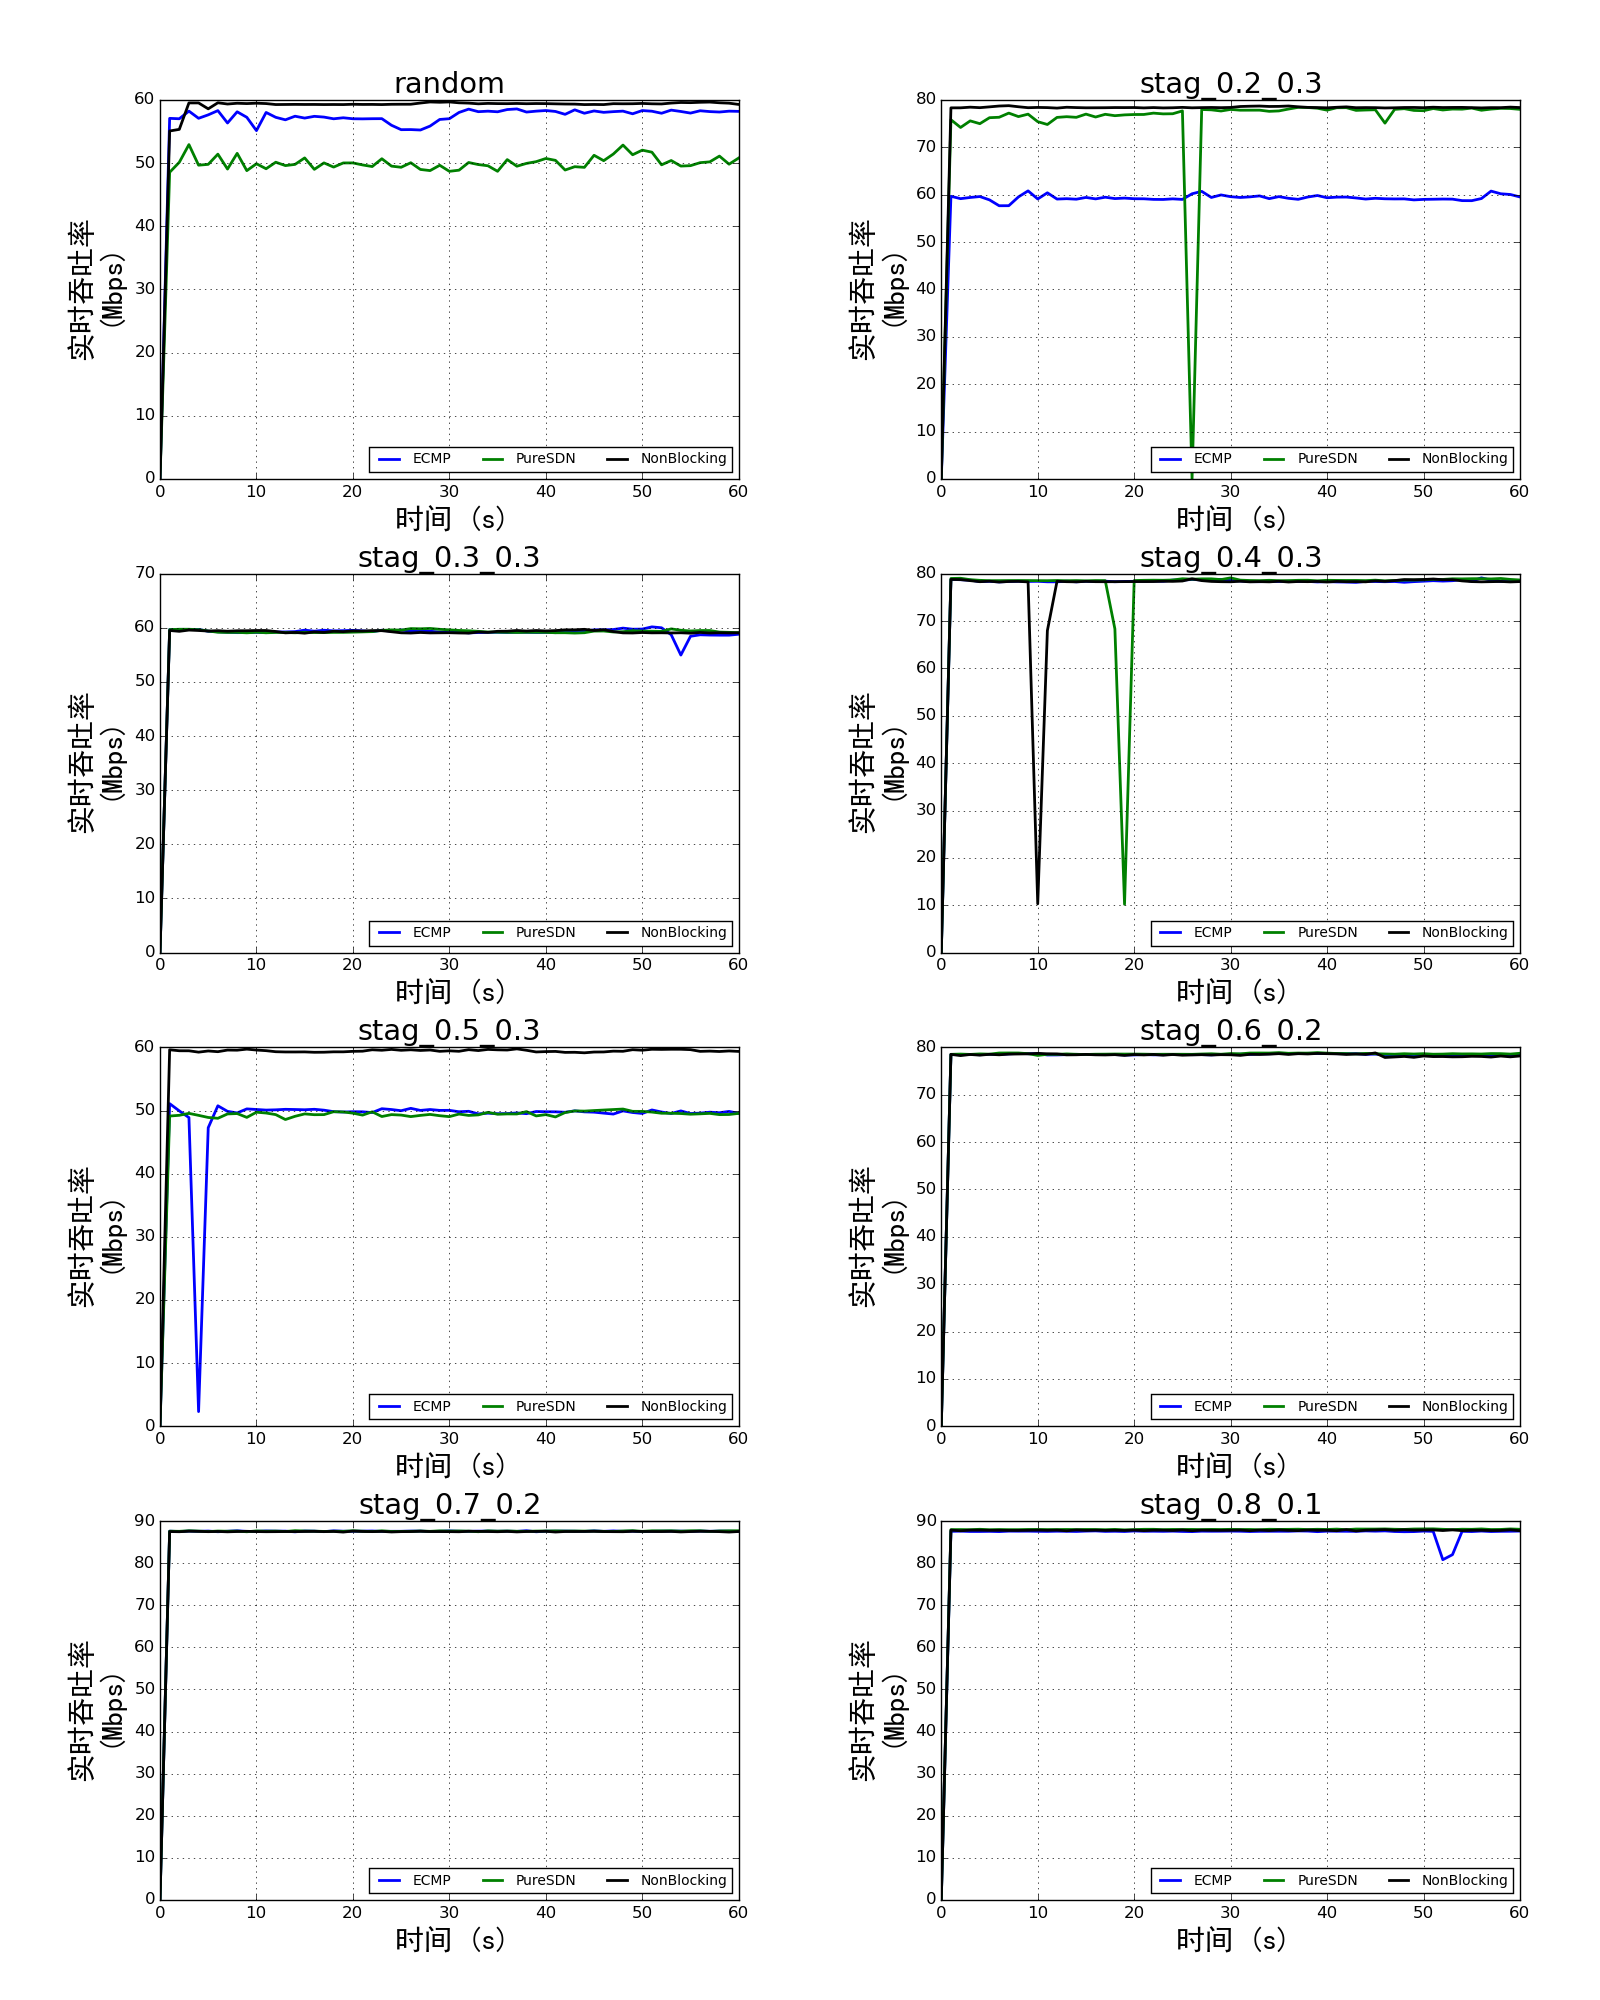 random
60
50
40
30
20
10
0
实时吞吐率
(Mbps)
ECMP PureSDN NonBlocking
0 10 20 30 40 50 60
时间 (s)
stag_0.2_0.3
80
70
60
50
40
30
20
10
0
实时吞吐率
(Mbps)
ECMP PureSDN NonBlocking
0 10 20 30 40 50 60
时间 (s)
stag_0.3_0.3
70
60
50
40
30
20
10
0
实时吞吐率
(Mbps)
ECMP PureSDN NonBlocking
0 10 20 30 40 50 60
时间 (s)
stag_0.4_0.3
80
70
60
50
40
30
20
10
0
实时吞吐率
(Mbps)
ECMP PureSDN NonBlocking
0 10 20 30 40 50 60
时间 (s)
stag_0.5_0.3
60
50
40
30
20
10
0
实时吞吐率
(Mbps)
ECMP PureSDN NonBlocking
0 10 20 30 40 50 60
时间 (s)
stag_0.6_0.2
80
70
60
50
40
30
20
10
0
实时吞吐率
(Mbps)
ECMP PureSDN NonBlocking
0 10 20 30 40 50 60
时间 (s)
stag_0.7_0.2
90
80
70
60
50
40
30
20
10
0
实时吞吐率
(Mbps)
ECMP PureSDN NonBlocking
0 10 20 30 40 50 60
时间 (s)
stag_0.8_0.1
90
80
70
60
50
40
30
20
10
0
实时吞吐率
(Mbps)
ECMP PureSDN NonBlocking
0 10 20 30 40 50 60
时间 (s)